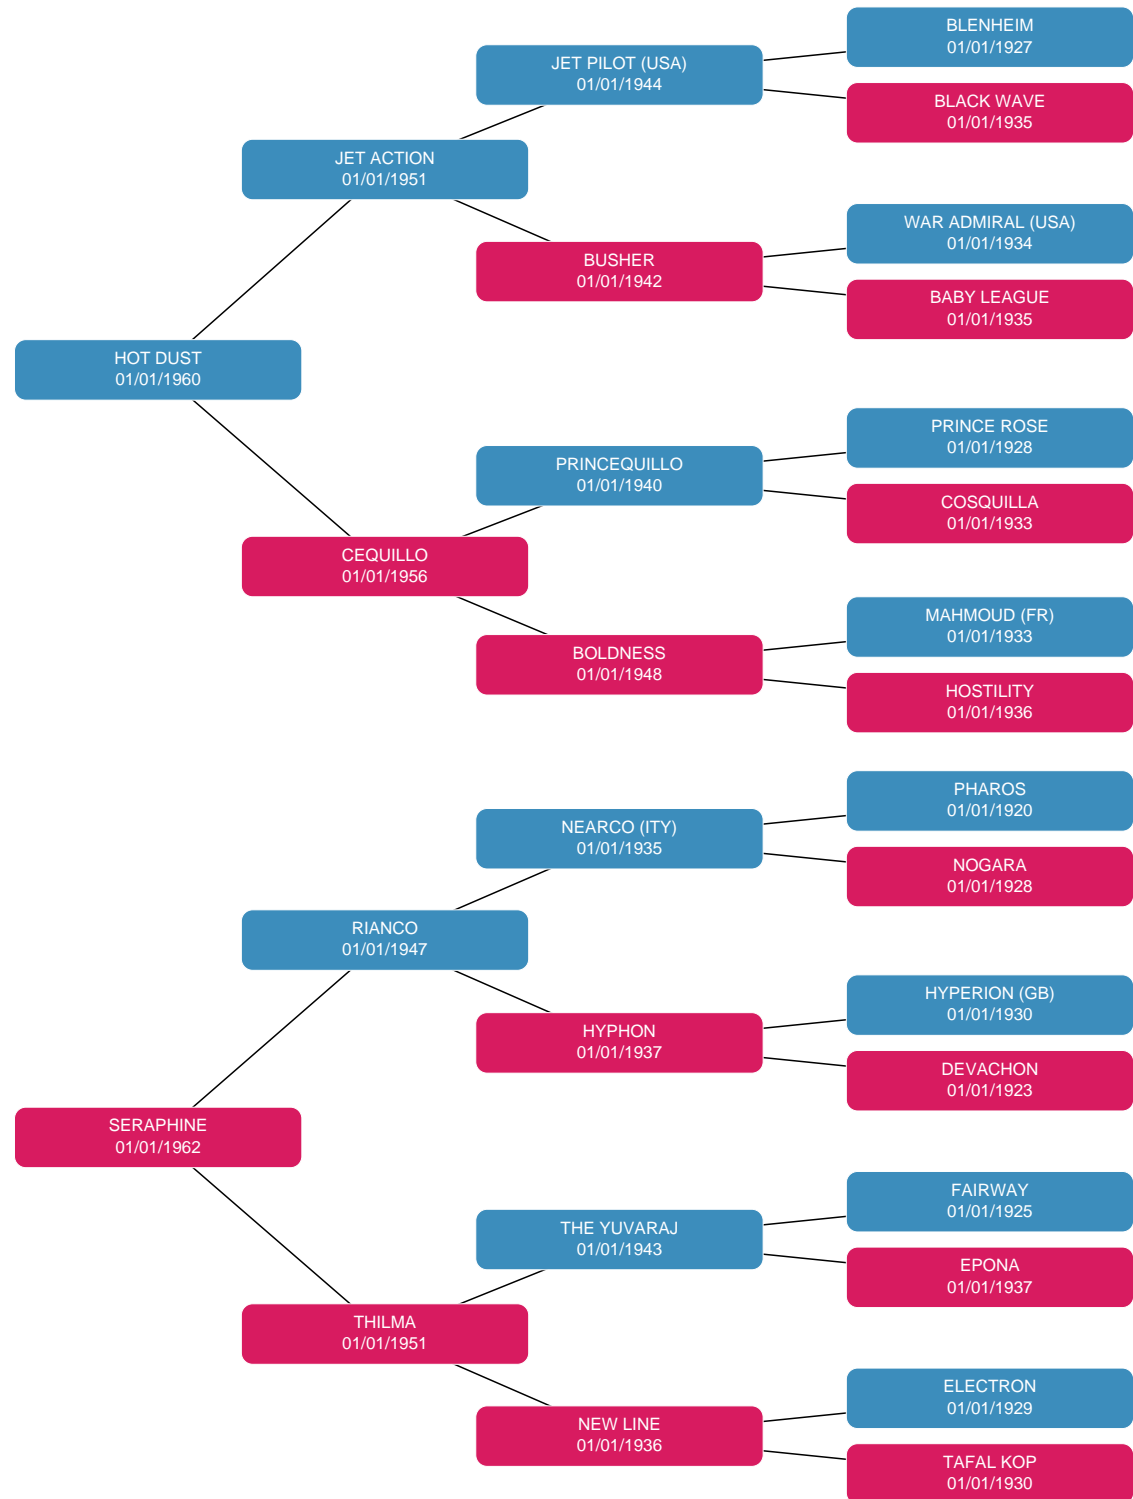 BLENHEIM
01/01/1927
JET PILOT (USA)
01/01/1944
BLACK WAVE
01/01/1935
JET ACTION
01/01/1951
WAR ADMIRAL (USA)
01/01/1934
BUSHER
01/01/1942
BABY LEAGUE
01/01/1935
HOT DUST
01/01/1960
PRINCE ROSE
01/01/1928
PRINCEQUILLO
01/01/1940
COSQUILLA
01/01/1933
CEQUILLO
01/01/1956
MAHMOUD (FR)
01/01/1933
BOLDNESS
01/01/1948
HOSTILITY
01/01/1936
PHAROS
01/01/1920
NEARCO (ITY)
01/01/1935
NOGARA
01/01/1928
RIANCO
01/01/1947
HYPERION (GB)
01/01/1930
HYPHON
01/01/1937
DEVACHON
01/01/1923
SERAPHINE
01/01/1962
FAIRWAY
01/01/1925
THE YUVARAJ
01/01/1943
EPONA
01/01/1937
THILMA
01/01/1951
ELECTRON
01/01/1929
NEW LINE
01/01/1936
TAFAL KOP
01/01/1930